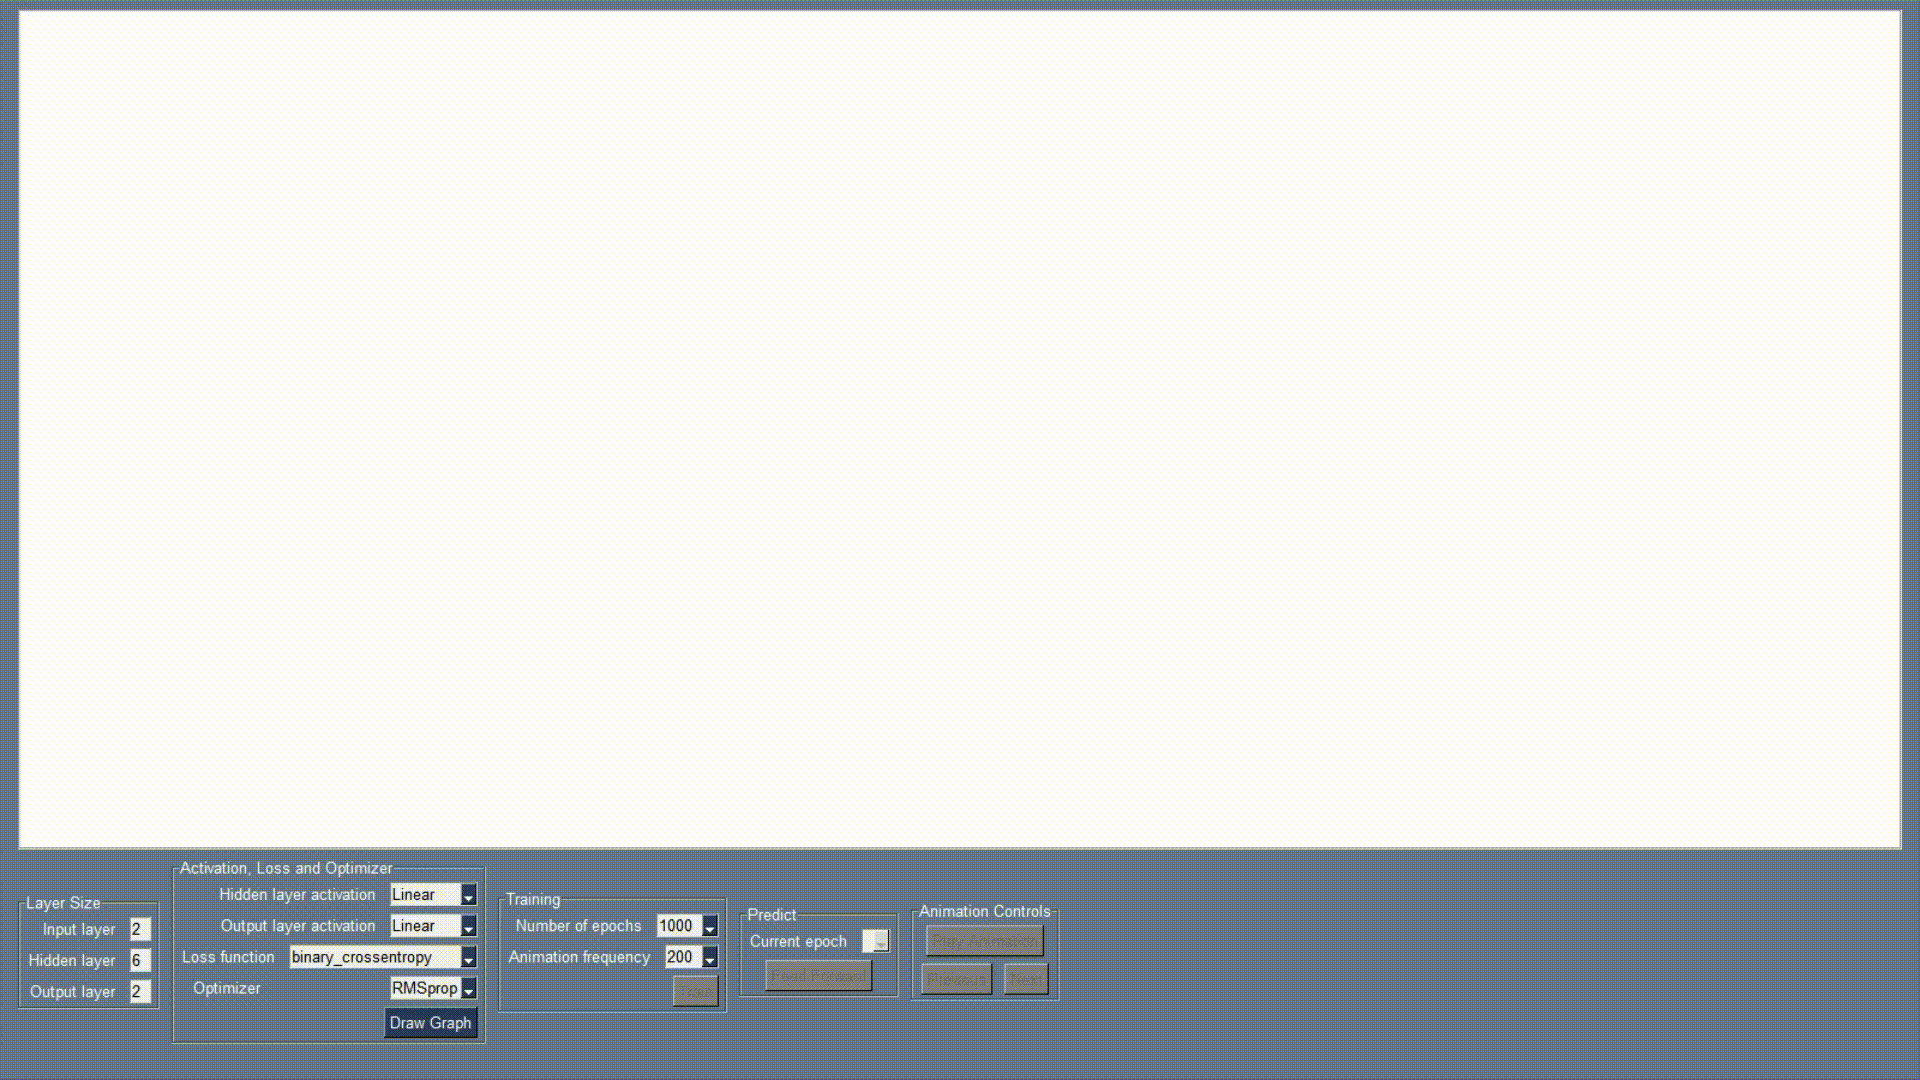 Layer Size
Input layer 2
Hidden layer 6
Output layer 2
Activation, Loss and Optimizer
Hidden layer activation Linear
Output layer activation Linear
Loss function binary_crossentropy
Optimizer RMSprop
Draw Graph
Training
Number of epochs 1000
Animation frequency 200
Train
Predict
Current epoch
Feed Forward
Animation Controls
Play Animation
Previous Next